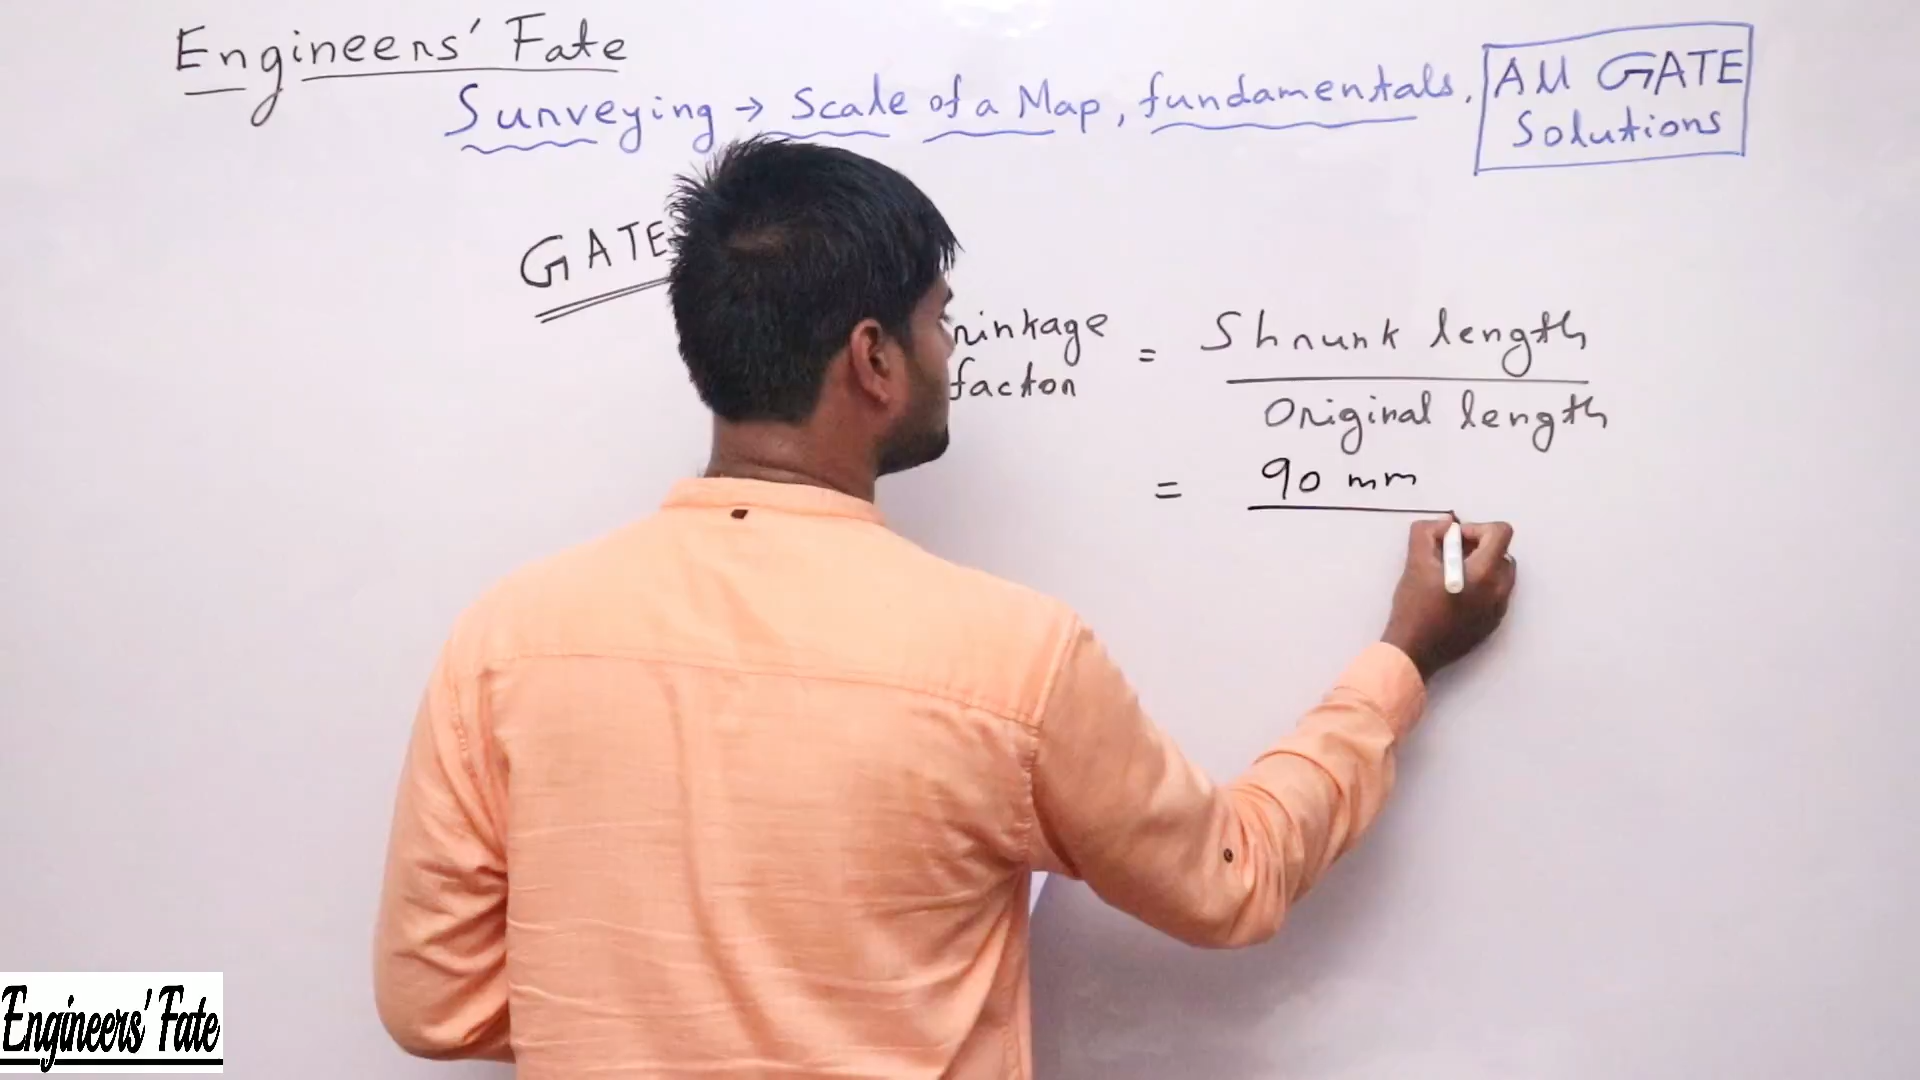 Engineers' Fate
Surveying → Scale of a Map, fundamentals,
All GATE
Solutions
GATE
rinkage
factor
= Shrunk length
Original length
= 90 mm
Engineers' Fate